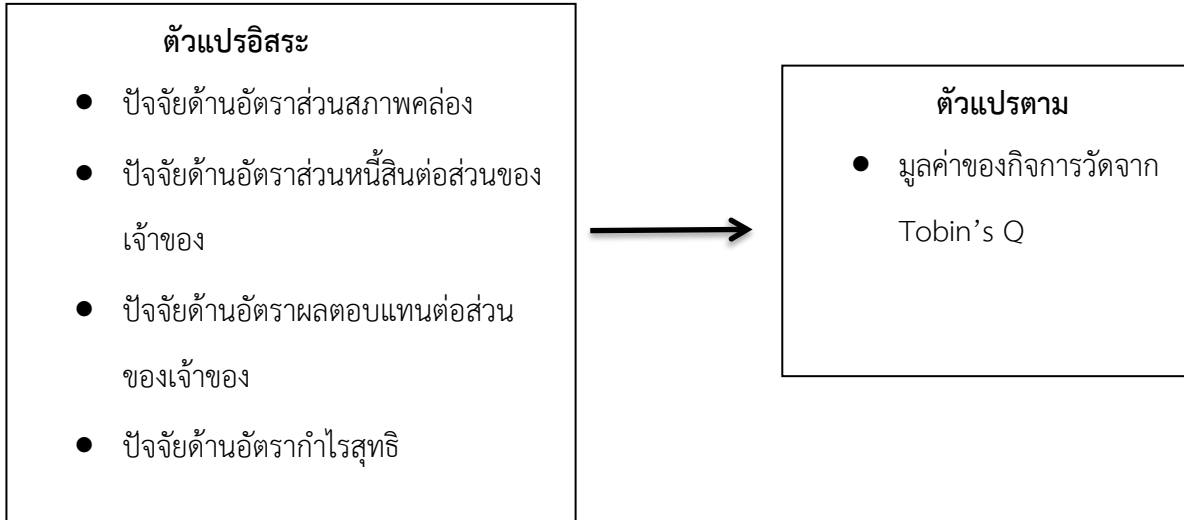 ตัวแปรอิสระ
● ปัจจัยด้านอัตราส่วนสภาพคล่อง
● ปัจจัยด้านอัตราส่วนหนี้สินต่อส่วนของ
เจ้าของ
● ปัจจัยด้านอัตราผลตอบแทนต่อส่วน
ของเจ้าของ
● ปัจจัยด้านอัตรากำไรสุทธิ
ตัวแปรตาม
● มูลค่าของกิจการวัดจาก
Tobin’s Q